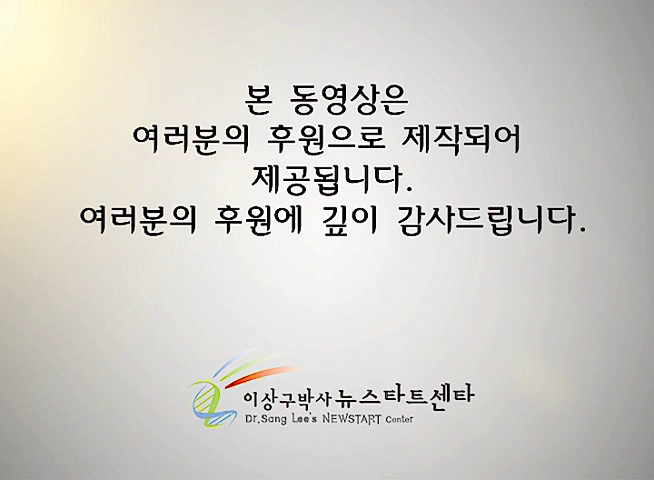 본 동영상은
여러분의 후원으로 제작되어
제공됩니다.
여러분의 후원에 깊이 감사드립니다.
이상구박사 뉴스타트센타
Dr.Sang Lee's NEWSTART Center